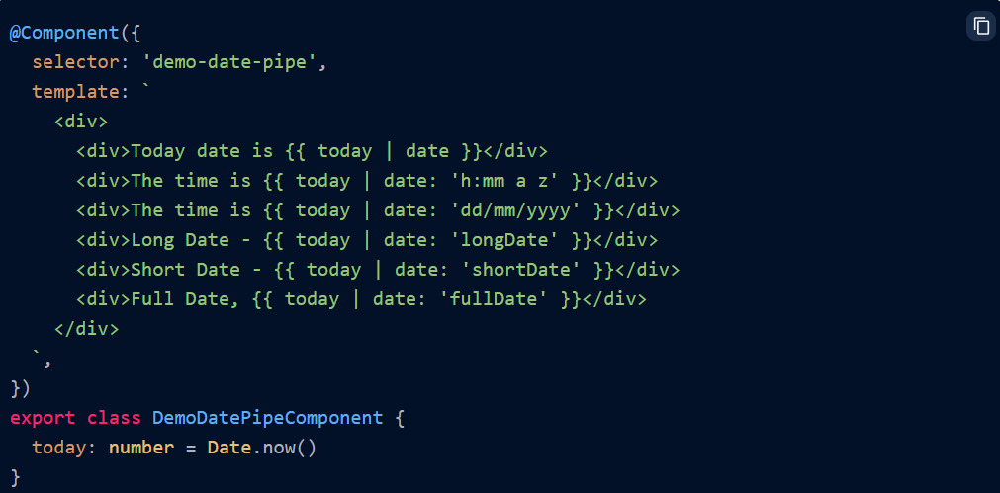 @Component({
  selector: 'demo-date-pipe',
  template: `
    <div>
      <div>Today date is {{ today | date }}</div>
      <div>The time is {{ today | date: 'h:mm a z' }}</div>
      <div>The time is {{ today | date: 'dd/mm/yyyy' }}</div>
      <div>Long Date - {{ today | date: 'longDate' }}</div>
      <div>Short Date - {{ today | date: 'shortDate' }}</div>
      <div>Full Date, {{ today | date: 'fullDate' }}</div>
    </div>
  `,
})
export class DemoDatePipeComponent {
  today: number = Date.now()
}